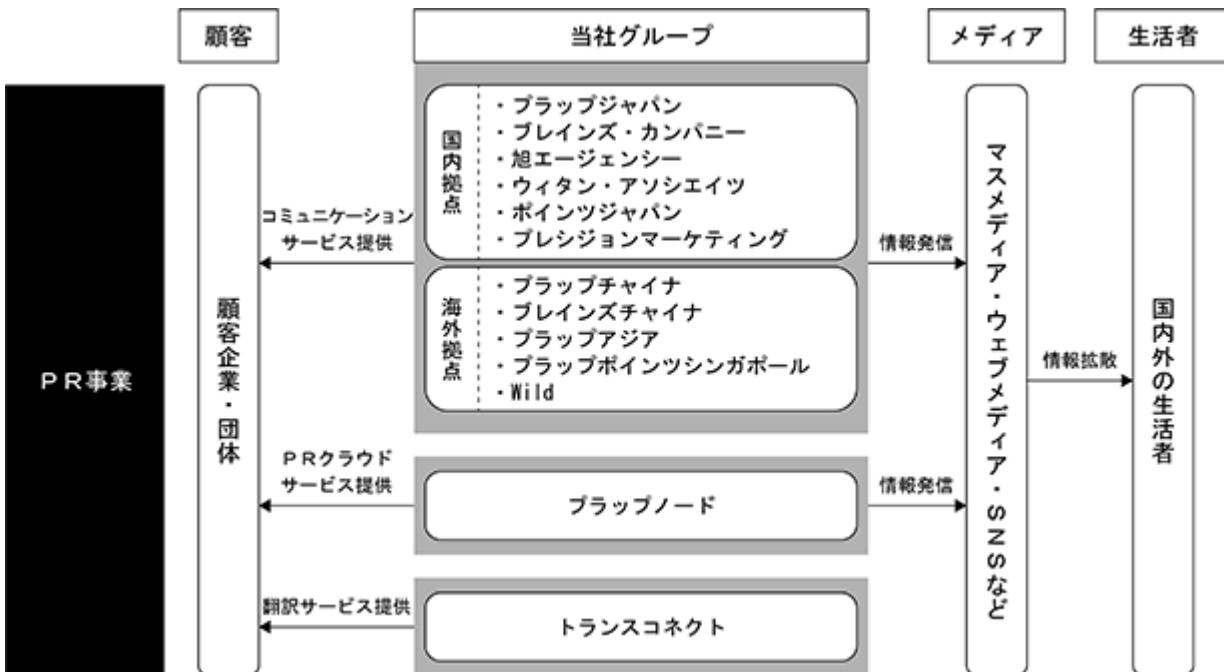 顧客
当社グループ
メディア
生活者
PR事業
顧客企業・団体
コミュニケーション
サービス提供
国内拠点
・プラップジャパン
・ブレインズ・カンパニー
・旭エージェンシー
・ウィタン・アソシエイツ
・ポインツジャパン
・プレシジョンマーケティング
海外拠点
・プラップチャイナ
・ブレインズチャイナ
・プラップアジア
・プラップポインツシンガポール
・Wild
情報発信
PRクラウド
サービス提供
プラップノード
情報発信
翻訳サービス提供
トランスコネクト
マスメディア・ウェブメディア・SNSなど
情報拡散
国内外の生活者